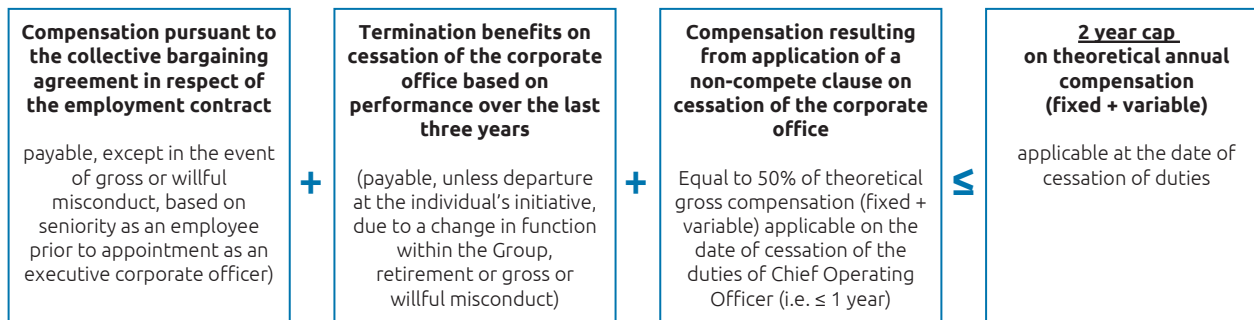 Compensation pursuant to
the collective bargaining
agreement in respect of
the employment contract
payable, except in the event
of gross or willful
misconduct, based on
seniority as an employee
prior to appointment as an
executive corporate officer)
+
Termination benefits on
cessation of the corporate
office based on
performance over the last
three years
(payable, unless departure
at the individual’s initiative,
due to a change in function
within the Group,
retirement or gross or
willful misconduct)
+
Compensation resulting
from application of a
non-compete clause on
cessation of the corporate
office
Equal to 50% of theoretical
gross compensation (fixed +
variable) applicable on the
date of cessation of the
duties of Chief Operating
Officer (i.e. ≤ 1 year)
≤
2 year cap
on theoretical annual
compensation
(fixed + variable)
applicable at the date of
cessation of duties